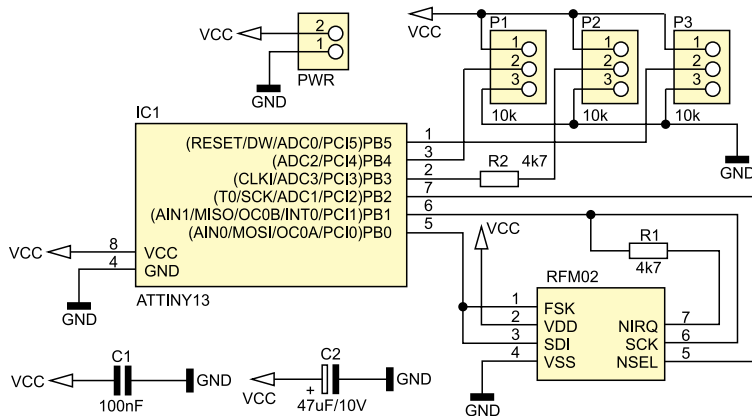 VCC
2
1
PWR
GND
VCC
P1
1
2
3
10k
P2
1
2
3
10k
P3
1
2
3
10k
GND
IC1
(RESET/DW/ADC0/PCI5)PB5
1
(ADC2/PCI4)PB4
3
(CLKI/ADC3/PCI3)PB3
2
(T0/SCK/ADC1/PCI2)PB2
7
(AIN1/MISO/OC0B/INT0/PCI1)PB1
6
(AIN0/MOSI/OC0A/PCI0)PB0
5
R2 4k7
VCC
8
VCC
4
GND
GND
ATTINY13
VCC
R1
4k7
RFM02
1
FSK
2
VDD
3
SDI
4
VSS
NIRQ
7
SCK
6
NSEL
5
GND
C1
VCC
GND
100nF
C2
VCC
+
GND
47uF/10V